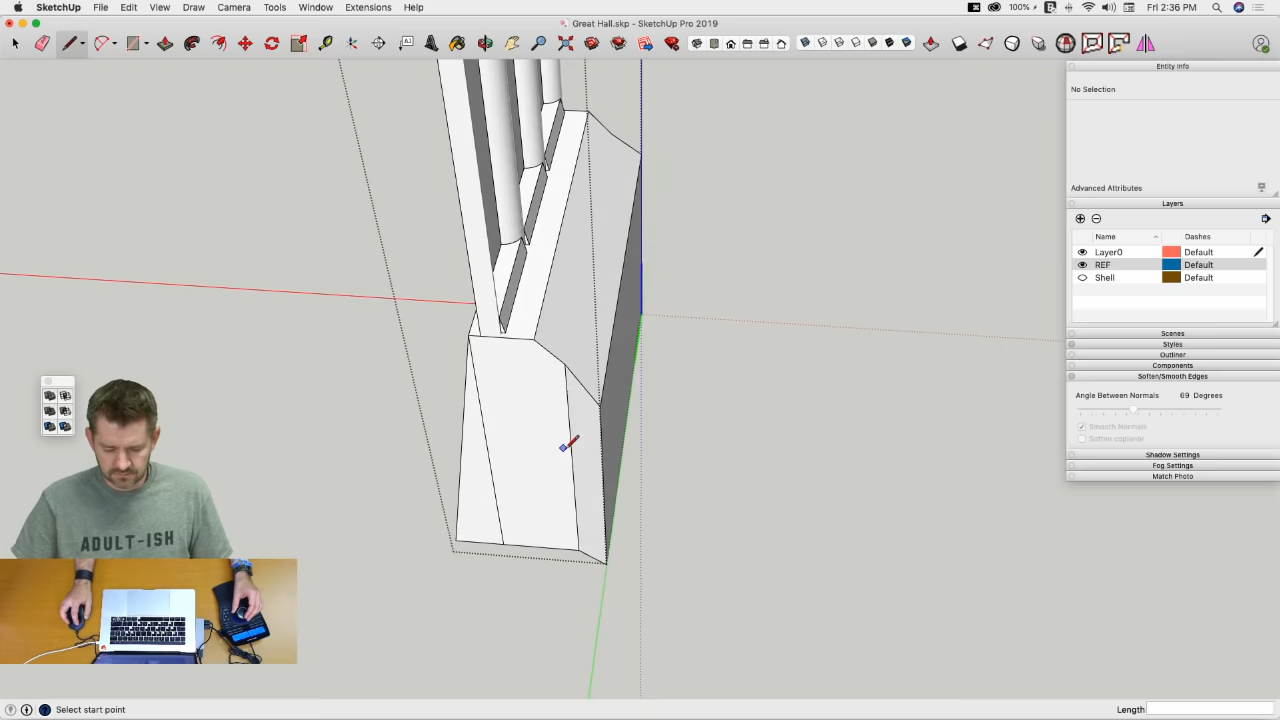 SketchUp File Edit View Draw Camera Tools Window Extensions Help 100% Fri 2:36 PM
Great Hall.skp - SketchUp Pro 2019
Entity Info
No Selection
Advanced Attributes
Layers
Name Dashes
Layer0 Default
REF Default
Shell Default
Scenes
Styles
Outliner
Components
Soften/Smooth Edges
Angle Between Normals 69 Degrees
Smooth Normals
Soften coplanar
Shadow Settings
Fog Settings
Match Photo
ADULT-ISH
Select start point
Length